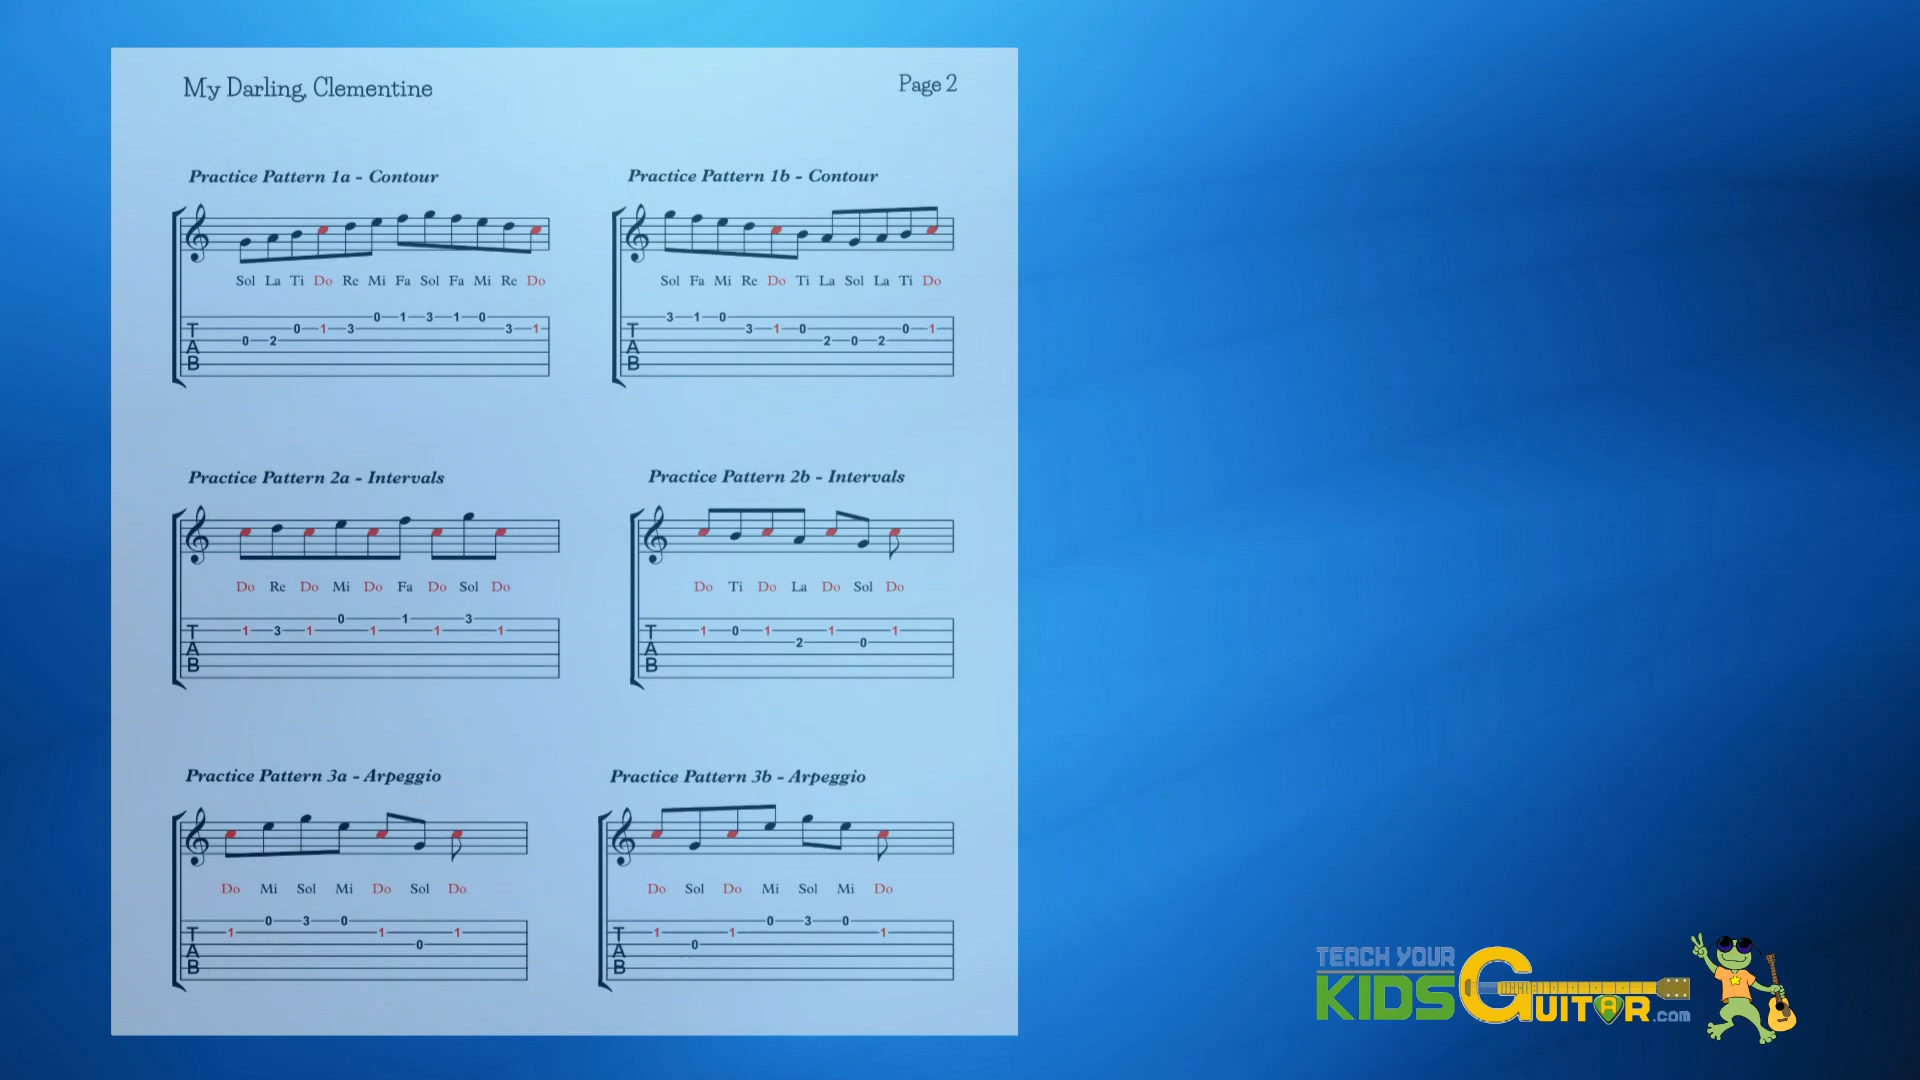 My Darling, Clementine
Page 2
Practice Pattern 1a - Contour
Sol La Ti Do Re Mi Fa Sol Fa Mi Re Do
0 1 3 1 0
0 1 3 3 1
0 2
TAB
Practice Pattern 1b - Contour
Sol Fa Mi Re Do Ti La Sol La Ti Do
3 1 0
3 1 0 0 1
2 0 2
TAB
Practice Pattern 2a - Intervals
Do Re Do Mi Do Fa Do Sol Do
0 1 3
1 3 1 1 1 1
TAB
Practice Pattern 2b - Intervals
Do Ti Do La Do Sol Do
1 0 1 1 1
2 0
TAB
Practice Pattern 3a - Arpeggio
Do Mi Sol Mi Do Sol Do
0 3 0
1 1 1
0
TAB
Practice Pattern 3b - Arpeggio
Do Sol Do Mi Sol Mi Do
0 3 0
1 1 1
0
TAB
TEACH YOUR
KIDS GUITAR.com